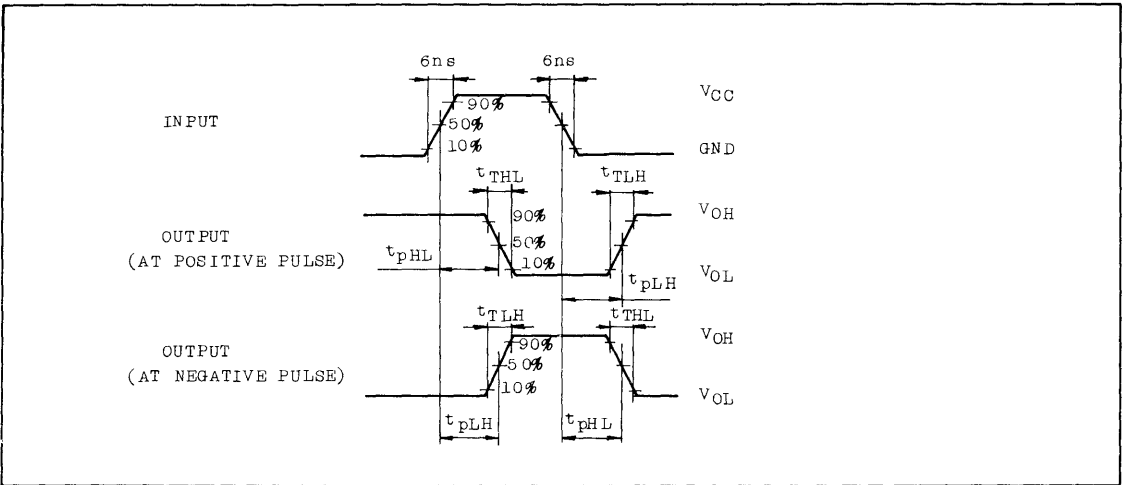 6ns 6ns
VCC
90%
INPUT 50%
10% GND
tTHL tTLH
VOH
90%
OUTPUT 50%
(AT POSITIVE PULSE) tpHL 10%
VOL
tpLH
tTLH tTHL
VOH
90%
OUTPUT 50%
(AT NEGATIVE PULSE) 10%
VOL
tpLH tpHL